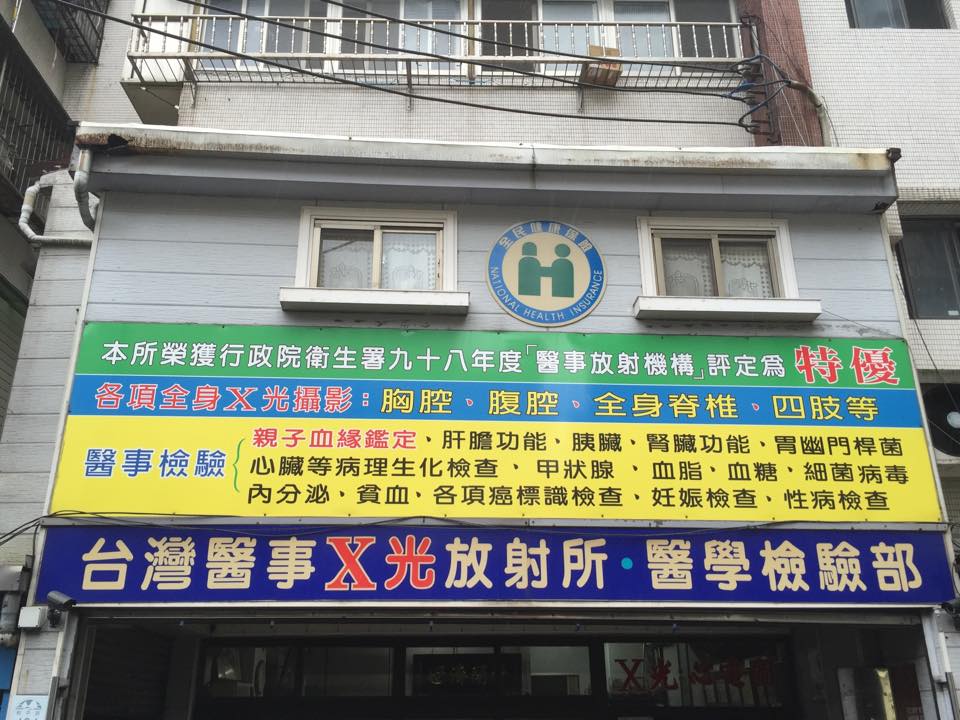 全民健康保險
NATIONAL HEALTH INSURANCE
本所榮獲行政院衛生署九十八年度「醫事放射機構」評定為 特優
各項全身X光攝影：胸腔、腹腔、全身脊椎、四肢等
醫事檢驗
親子血緣鑑定、肝膽功能、胰臟、腎臟功能、胃幽門桿菌
心臟等病理生化檢查、甲狀腺、血脂、血糖、細菌病毒
內分泌、貧血、各項癌標識檢查、妊娠檢查、性病檢查
台灣醫事X光放射所·醫學檢驗部
X光心電圖